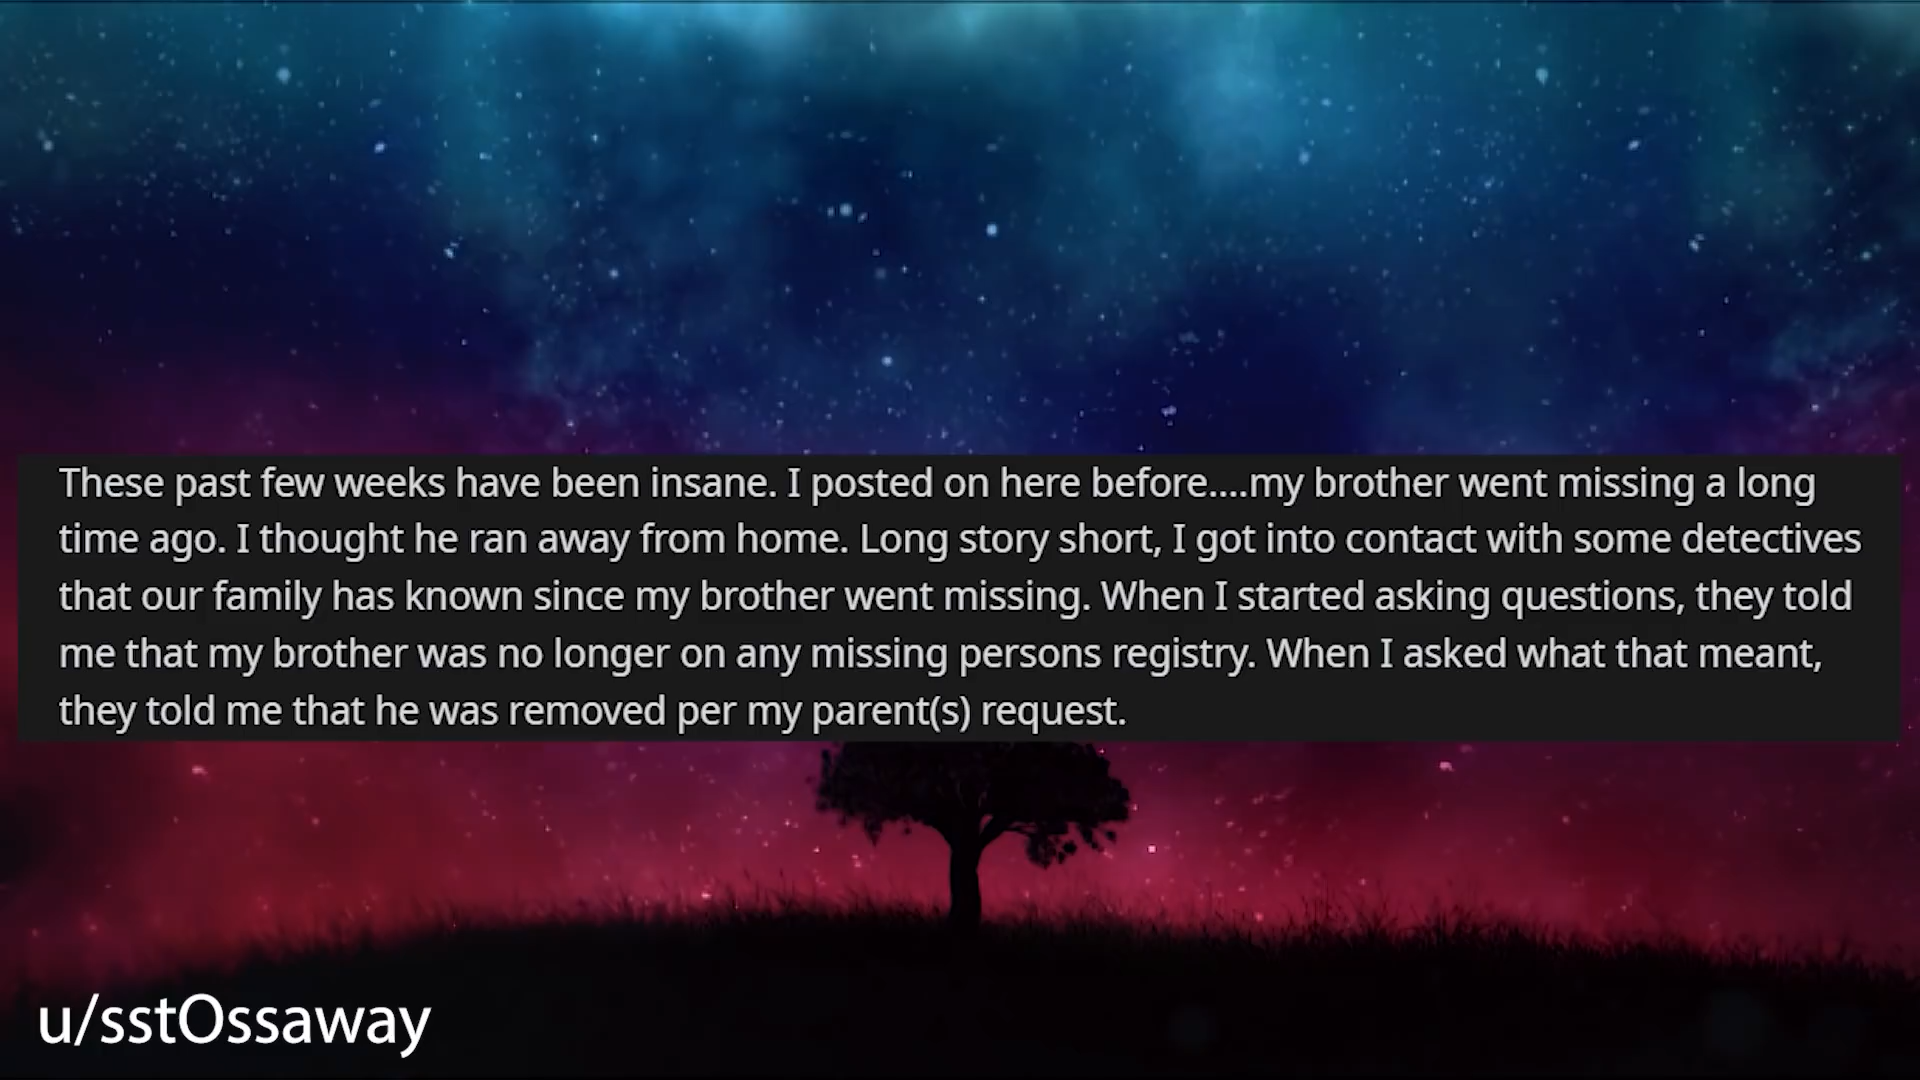 These past few weeks have been insane. I posted on here before....my brother went missing a long
time ago. I thought he ran away from home. Long story short, I got into contact with some detectives
that our family has known since my brother went missing. When I started asking questions, they told
me that my brother was no longer on any missing persons registry. When I asked what that meant,
they told me that he was removed per my parent(s) request.
u/sstOssaway